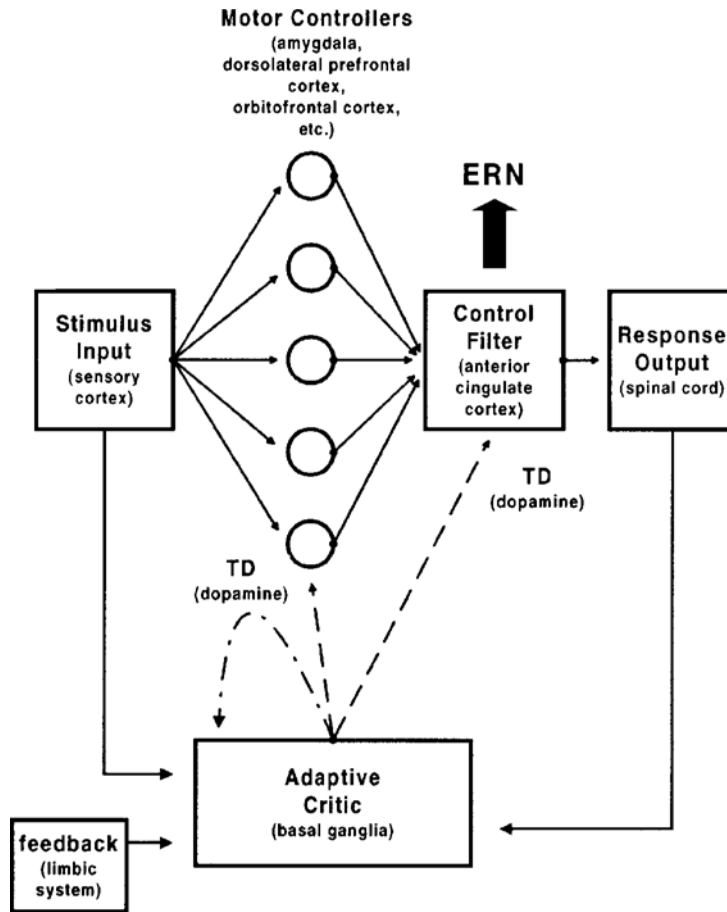 Motor Controllers
(amygdala,
dorsolateral prefrontal
cortex,
orbitofrontal cortex,
etc.)
ERN
Stimulus
Input
(sensory
cortex)
Control
Filter
(anterior
cingulate
cortex)
Response
Output
(spinal cord)
TD
(dopamine)
TD
(dopamine)
Adaptive
Critic
(basal ganglia)
feedback
(limbic
system)